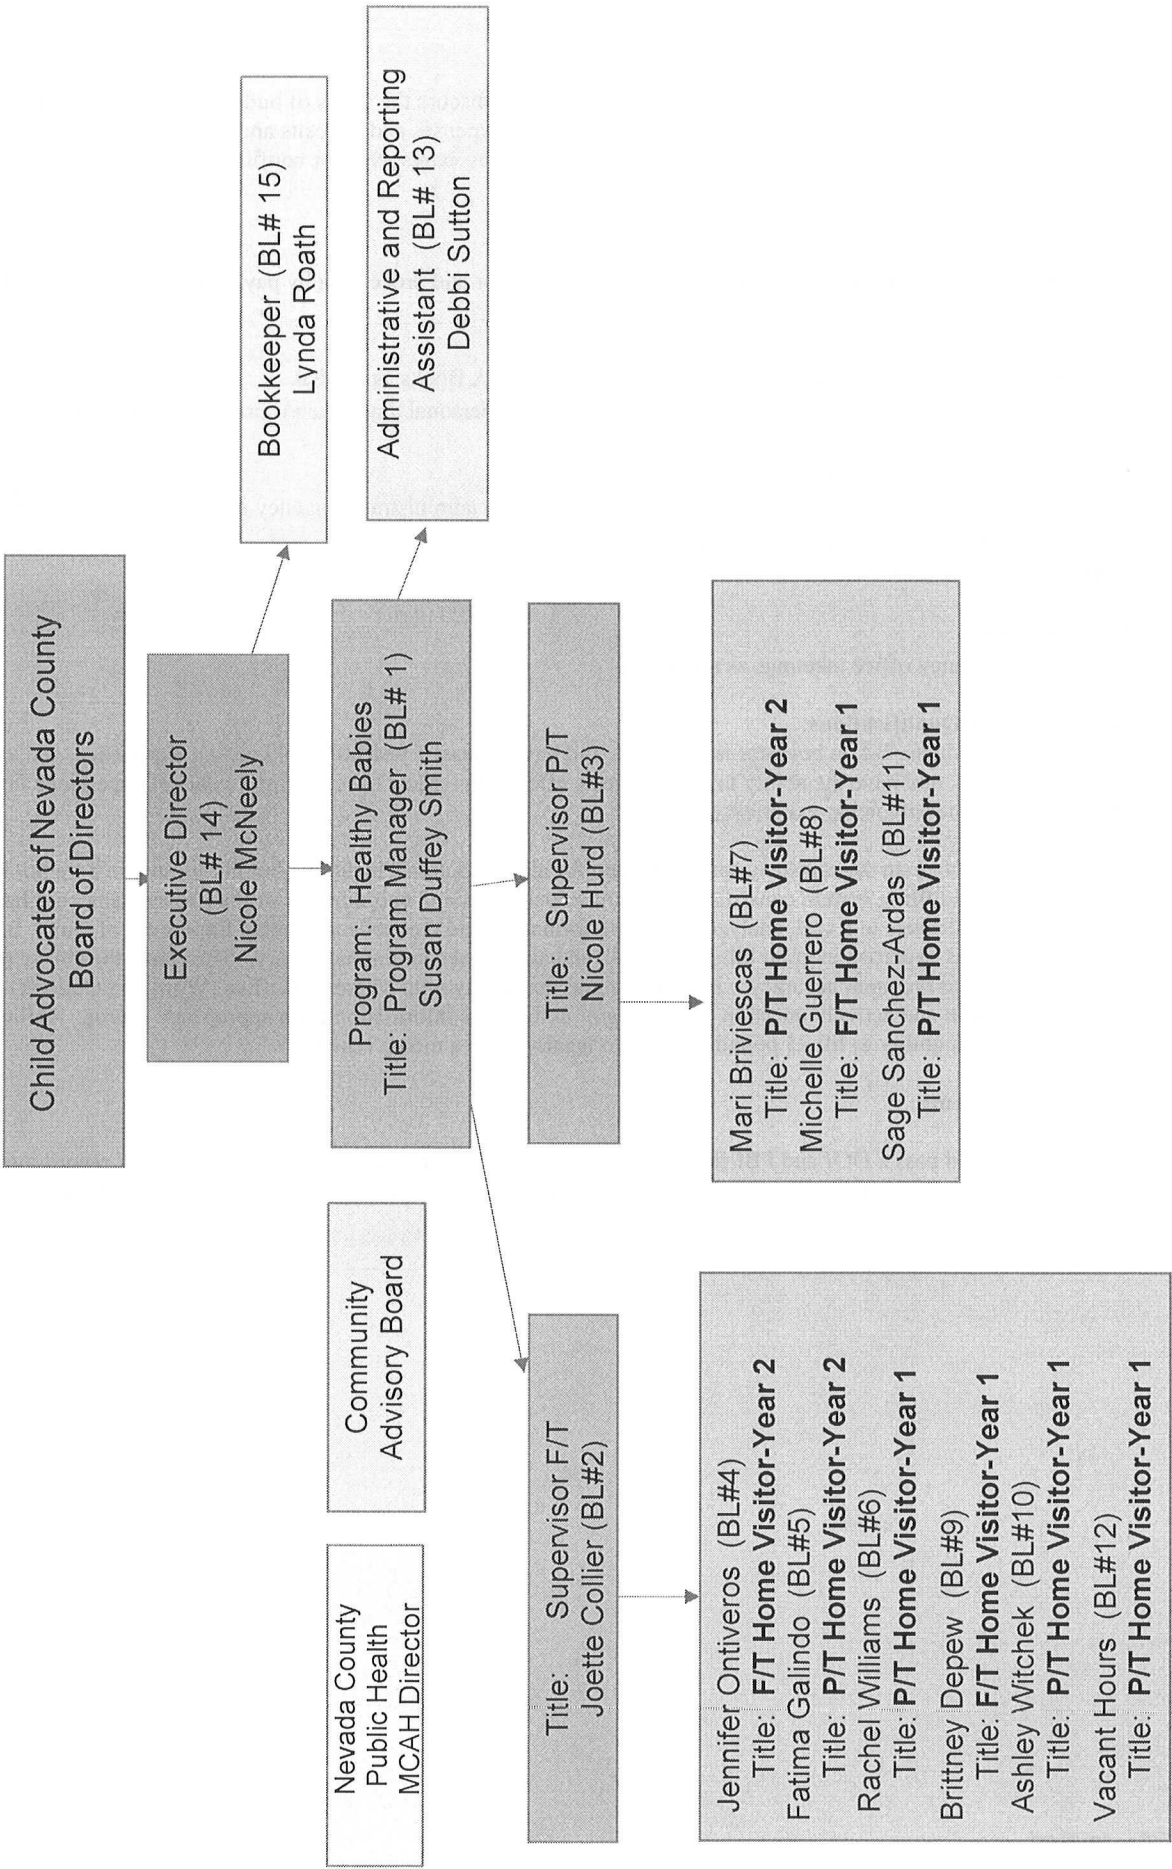 Child Advocates of Nevada County
Board of Directors
Executive Director
(BL# 14)
Nicole McNeely
Bookkeeper (BL# 15)
Lynda Roath
Nevada County
Public Health
MCAH Director
Community
Advisory Board
Program: Healthy Babies
Title: Program Manager (BL# 1)
Susan Duffey Smith
Administrative and Reporting
Assistant (BL# 13)
Debbi Sutton
Title: Supervisor F/T
Joette Collier (BL#2)
Title: Supervisor P/T
Nicole Hurd (BL#3)
Jennifer Ontiveros (BL#4)
Title: F/T Home Visitor-Year 2
Fatima Galindo (BL#5)
Title: P/T Home Visitor-Year 2
Rachel Williams (BL#6)
Title: P/T Home Visitor-Year 1
Brittney Depew (BL#9)
Title: F/T Home Visitor-Year 1
Ashley Witchek (BL#10)
Title: P/T Home Visitor-Year 1
Vacant Hours (BL#12)
Title: P/T Home Visitor-Year 1
Mari Briviescas (BL#7)
Title: P/T Home Visitor-Year 2
Michelle Guerrero (BL#8)
Title: F/T Home Visitor-Year 1
Sage Sanchez-Ardas (BL#11)
Title: P/T Home Visitor-Year 1